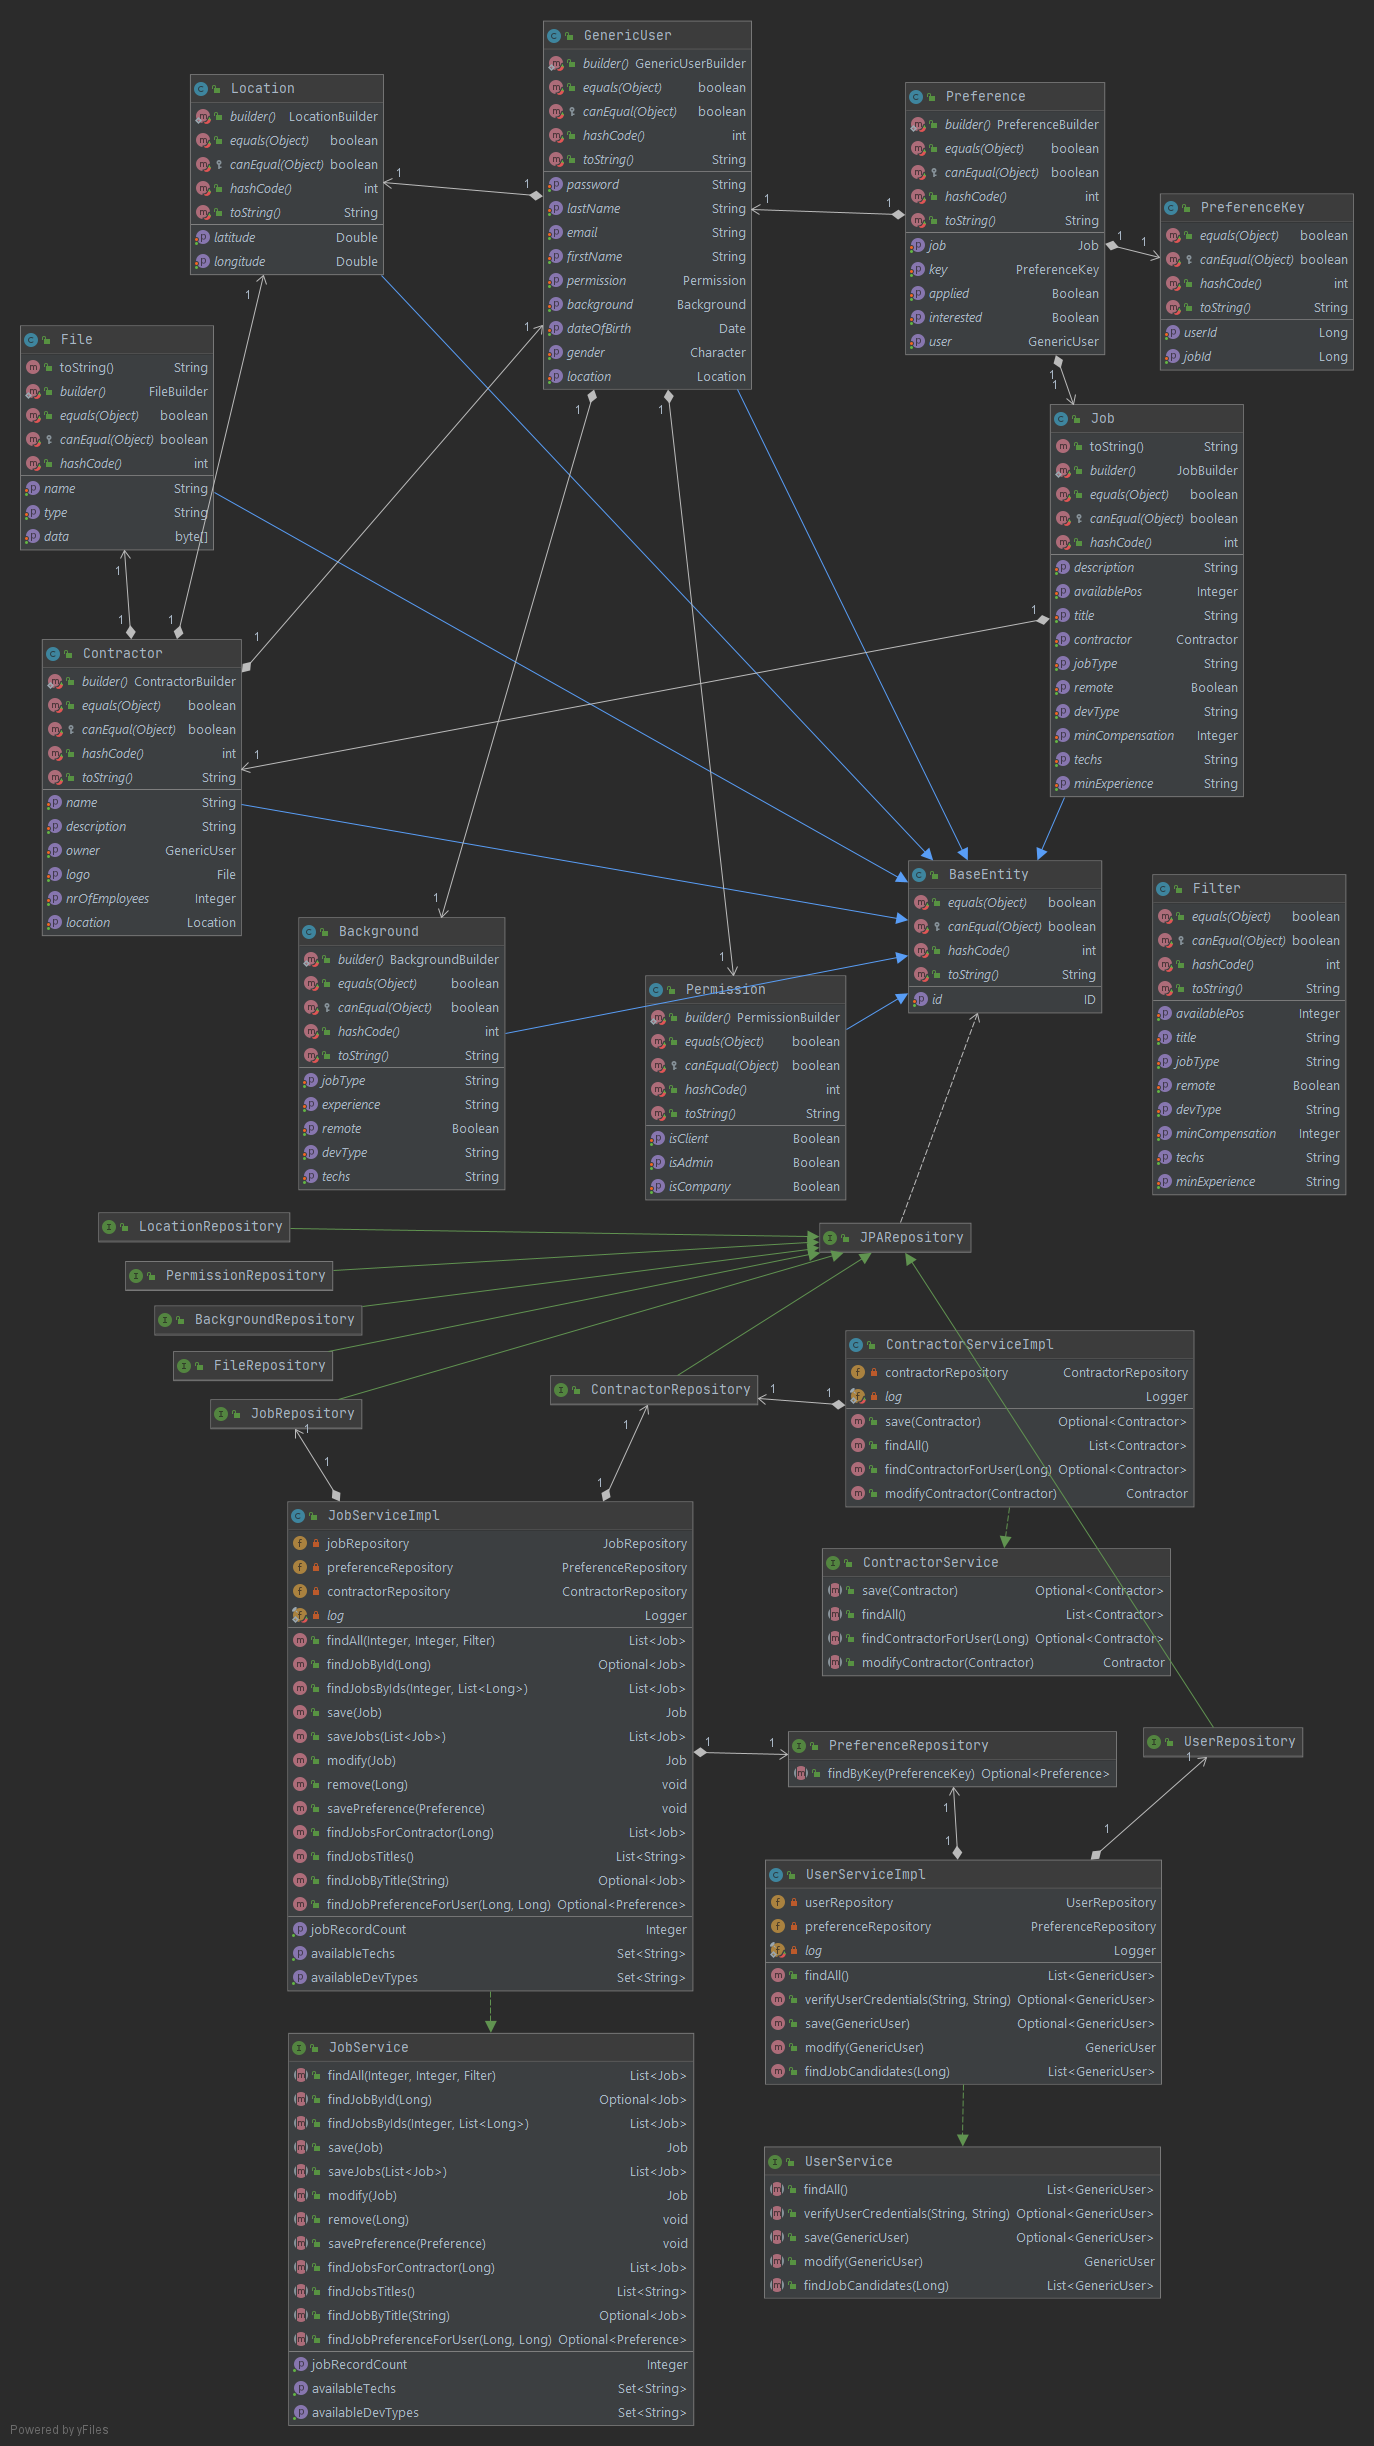 GenericUser
builder() GenericUserBuilder
equals(Object) boolean
canEqual(Object) boolean
hashCode() int
toString() String
password String
lastName String
email String
firstName String
permission Permission
background Background
dateOfBirth Date
gender Character
location Location
Location
builder() LocationBuilder
equals(Object) boolean
canEqual(Object) boolean
hashCode() int
toString() String
latitude Double
longitude Double
Preference
builder() PreferenceBuilder
equals(Object) boolean
canEqual(Object) boolean
hashCode() int
toString() String
job Job
key PreferenceKey
applied Boolean
interested Boolean
user GenericUser
PreferenceKey
equals(Object) boolean
canEqual(Object) boolean
hashCode() int
toString() String
userId Long
jobId Long
File
toString() String
builder() FileBuilder
equals(Object) boolean
canEqual(Object) boolean
hashCode() int
name String
type String
data byte[]
Job
toString() String
builder() JobBuilder
equals(Object) boolean
canEqual(Object) boolean
hashCode() int
description String
availablePos Integer
title String
contractor Contractor
jobType String
remote Boolean
devType String
minCompensation Integer
techs String
minExperience String
Contractor
builder() ContractorBuilder
equals(Object) boolean
canEqual(Object) boolean
hashCode() int
toString() String
name String
description String
owner GenericUser
logo File
nrOfEmployees Integer
location Location
BaseEntity
equals(Object) boolean
canEqual(Object) boolean
hashCode() int
toString() String
id ID
Filter
equals(Object) boolean
canEqual(Object) boolean
hashCode() int
toString() String
availablePos Integer
title String
jobType String
remote Boolean
devType String
minCompensation Integer
techs String
minExperience String
Background
builder() BackgroundBuilder
equals(Object) boolean
canEqual(Object) boolean
hashCode() int
toString() String
jobType String
experience String
remote Boolean
devType String
techs String
Permission
builder() PermissionBuilder
equals(Object) boolean
canEqual(Object) boolean
hashCode() int
toString() String
isClient Boolean
isAdmin Boolean
isCompany Boolean
LocationRepository
JPARepository
PermissionRepository
BackgroundRepository
FileRepository
JobRepository
ContractorRepository
ContractorServiceImpl
contractorRepository ContractorRepository
log Logger
save(Contractor) Optional<Contractor>
findAll() List<Contractor>
findContractorForUser(Long) Optional<Contractor>
modifyContractor(Contractor) Contractor
ContractorService
save(Contractor) Optional<Contractor>
findAll() List<Contractor>
findContractorForUser(Long) Optional<Contractor>
modifyContractor(Contractor) Contractor
JobServiceImpl
jobRepository JobRepository
preferenceRepository PreferenceRepository
contractorRepository ContractorRepository
log Logger
findAll(Integer, Integer, Filter) List<Job>
findJobById(Long) Optional<Job>
findJobsByIds(Integer, List<Long>) List<Job>
save(Job) Job
saveJobs(List<Job>) List<Job>
modify(Job) Job
remove(Long) void
savePreference(Preference) void
findJobsForContractor(Long) List<Job>
findJobsTitles() List<String>
findJobByTitle(String) Optional<Job>
findJobPreferenceForUser(Long, Long) Optional<Preference>
jobRecordCount Integer
availableTechs Set<String>
availableDevTypes Set<String>
PreferenceRepository
findByKey(PreferenceKey) Optional<Preference>
UserRepository
UserServiceImpl
userRepository UserRepository
preferenceRepository PreferenceRepository
log Logger
findAll() List<GenericUser>
verifyUserCredentials(String, String) Optional<GenericUser>
save(GenericUser) Optional<GenericUser>
modify(GenericUser) GenericUser
findJobCandidates(Long) List<GenericUser>
JobService
findAll(Integer, Integer, Filter) List<Job>
findJobById(Long) Optional<Job>
findJobsByIds(Integer, List<Long>) List<Job>
save(Job) Job
saveJobs(List<Job>) List<Job>
modify(Job) Job
remove(Long) void
savePreference(Preference) void
findJobsForContractor(Long) List<Job>
findJobsTitles() List<String>
findJobByTitle(String) Optional<Job>
findJobPreferenceForUser(Long, Long) Optional<Preference>
jobRecordCount Integer
availableTechs Set<String>
availableDevTypes Set<String>
UserService
findAll() List<GenericUser>
verifyUserCredentials(String, String) Optional<GenericUser>
save(GenericUser) Optional<GenericUser>
modify(GenericUser) GenericUser
findJobCandidates(Long) List<GenericUser>
Powered by yFiles